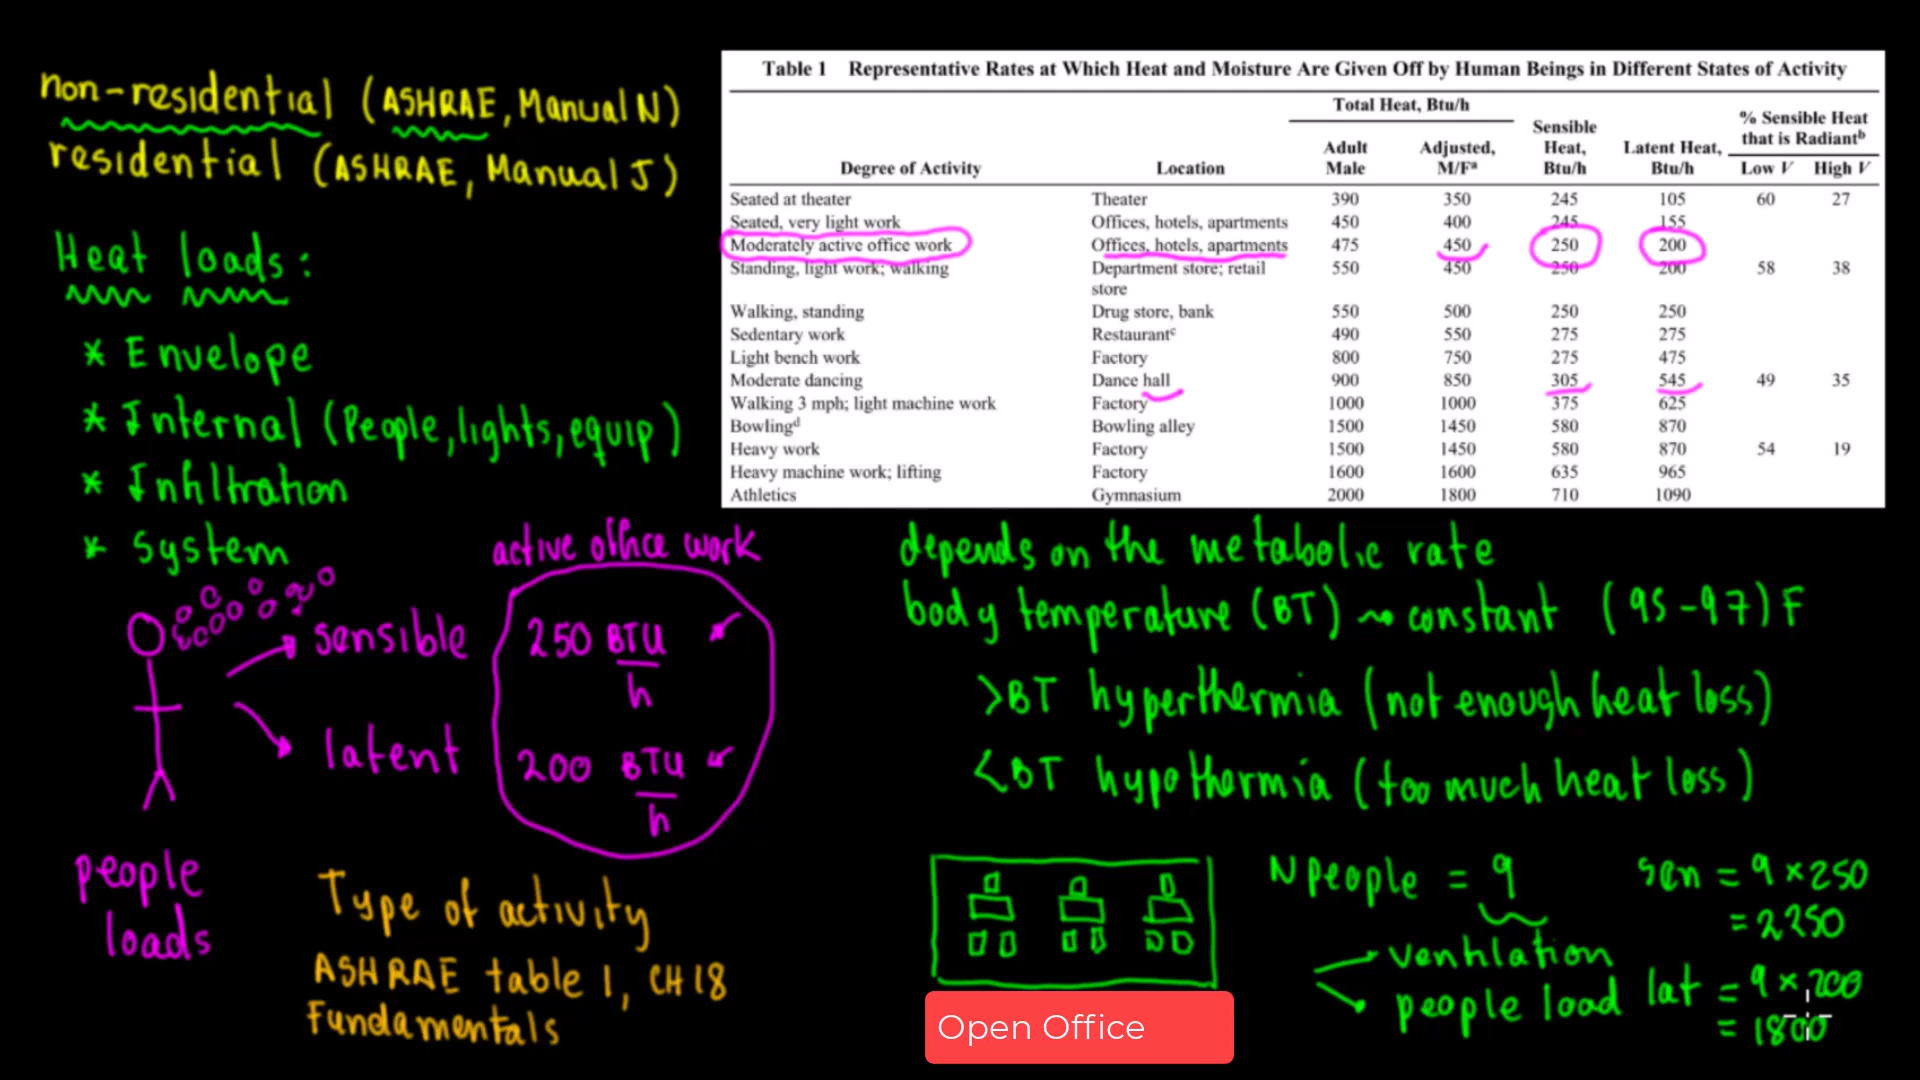 non-residential (ASHRAE, Manual N)
residential (ASHRAE, Manual J)
Heat loads:
* Envelope
* Internal (People, lights, equip)
* Infiltration
* System
Table 1 Representative Rates at Which Heat and Moisture Are Given Off by Human Beings in Different States of Activity
Total Heat, Btu/h
Degree of Activity Location Adult Male Adjusted, M/Fa Sensible Heat, Btu/h Latent Heat, Btu/h % Sensible Heat that is Radiantb
Low V High V
Seated at theater Theater 390 350 245 105 60 27
Seated, very light work Offices, hotels, apartments 450 400 245 155
Moderately active office work Offices, hotels, apartments 475 450 250 200
Standing, light work; walking Department store; retail store 550 450 250 200 58 38
Walking, standing Drug store, bank 550 500 250 250
Sedentary work Restaurantc 490 550 275 275
Light bench work Factory 800 750 275 475
Moderate dancing Dance hall 900 850 305 545 49 35
Walking 3 mph; light machine work Factory 1000 1000 375 625
Bowlingd Bowling alley 1500 1450 580 870
Heavy work Factory 1500 1450 580 870 54 19
Heavy machine work; lifting Factory 1600 1600 635 965
Athletics Gymnasium 2000 1800 710 1090
active office work
sensible 250 BTU/h
latent 200 BTU/h
people loads
Type of activity
ASHRAE table 1, CH 18
Fundamentals
depends on the metabolic rate
body temperature (BT) ~ constant (95-97) F
>BT hyperthermia (not enough heat loss)
<BT hypothermia (too much heat loss)
N people = 9
ventilation
people load
sen = 9 × 250
= 2250
lat = 9 × 200
= 1800
Open Office